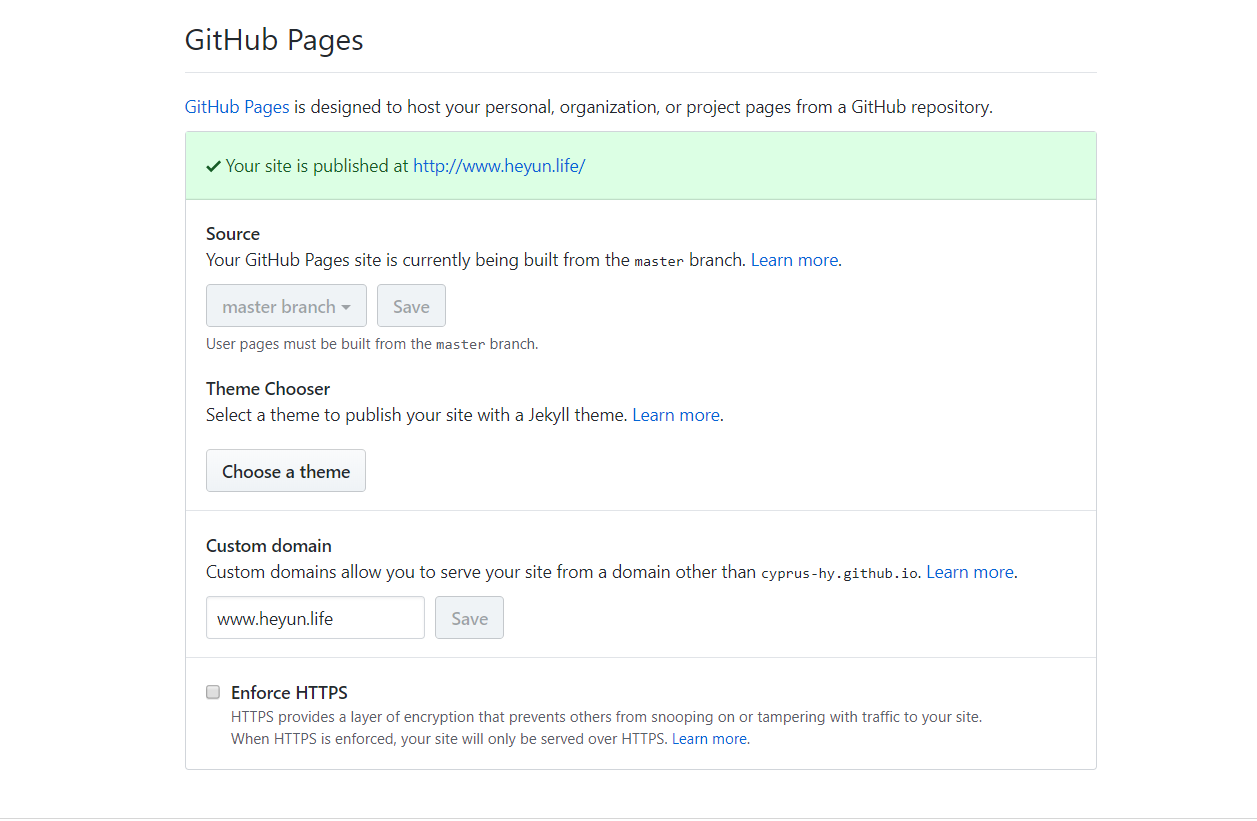 GitHub Pages
GitHub Pages is designed to host your personal, organization, or project pages from a GitHub repository.
Your site is published at http://www.heyun.life/
Source
Your GitHub Pages site is currently being built from the master branch. Learn more.
master branch Save
User pages must be built from the master branch.
Theme Chooser
Select a theme to publish your site with a Jekyll theme. Learn more.
Choose a theme
Custom domain
Custom domains allow you to serve your site from a domain other than cyprus-hy.github.io. Learn more.
www.heyun.life Save
Enforce HTTPS
HTTPS provides a layer of encryption that prevents others from snooping on or tampering with traffic to your site.
When HTTPS is enforced, your site will only be served over HTTPS. Learn more.